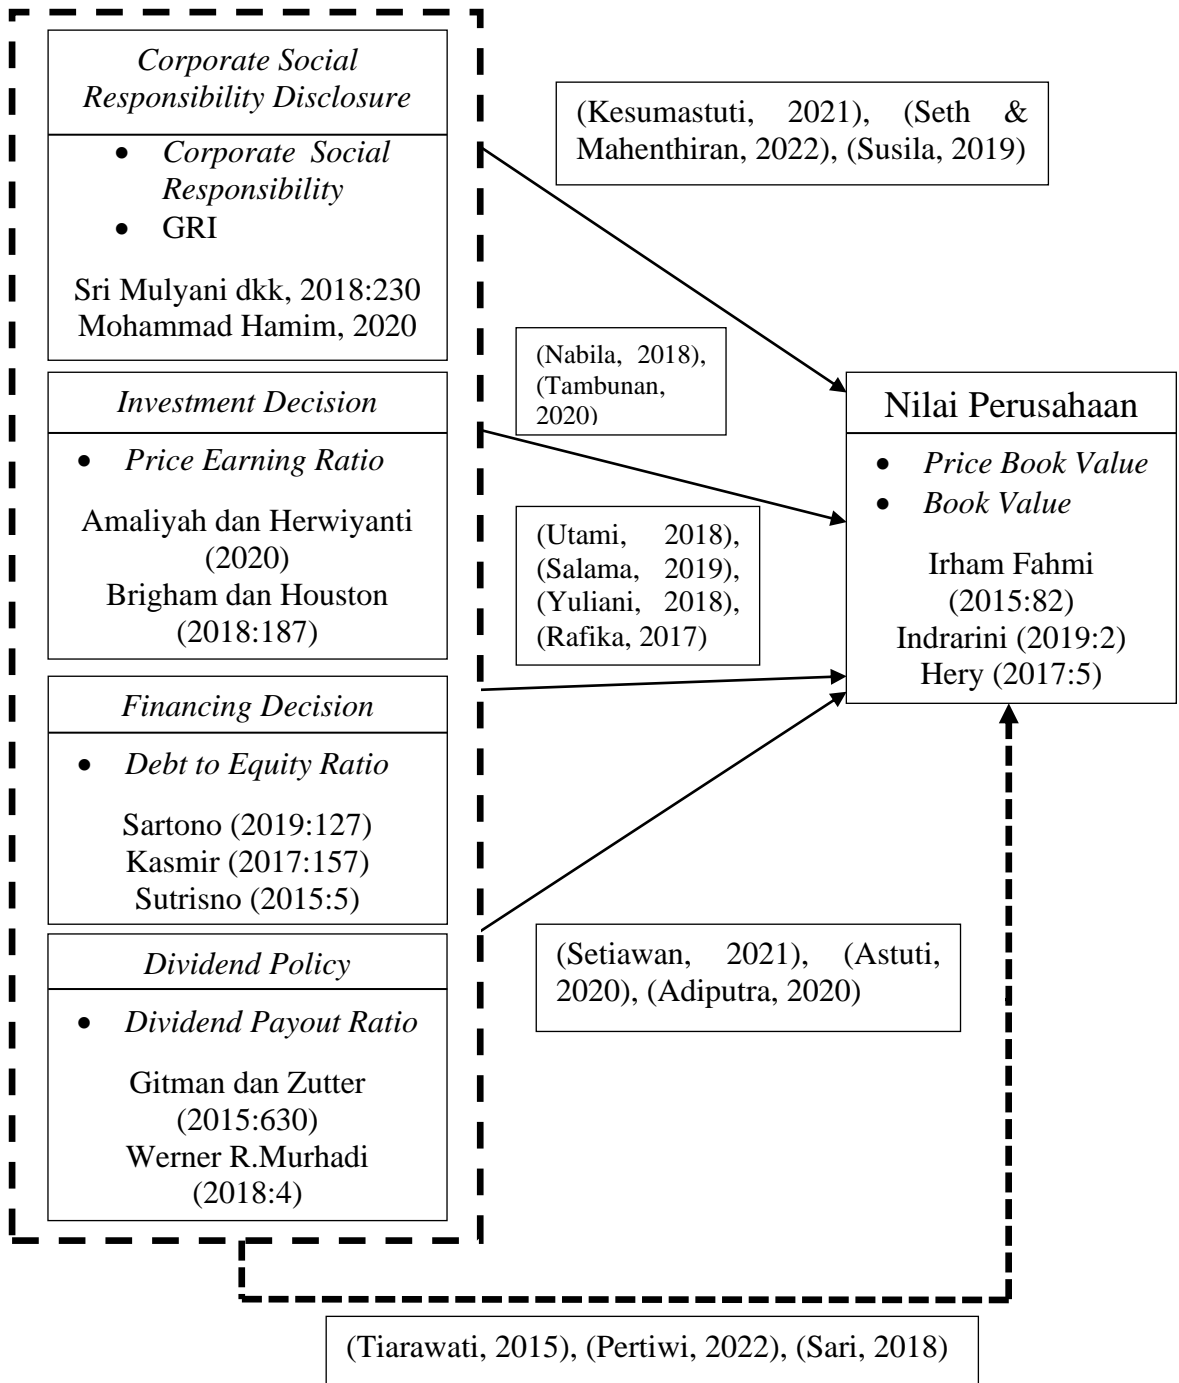 Corporate Social
Responsibility Disclosure
• Corporate Social
Responsibility
• GRI
Sri Mulyani dkk, 2018:230
Mohammad Hamim, 2020
Investment Decision
• Price Earning Ratio
Amaliyah dan Herwiyanti
(2020)
Brigham dan Houston
(2018:187)
Financing Decision
• Debt to Equity Ratio
Sartono (2019:127)
Kasmir (2017:157)
Sutrisno (2015:5)
Dividend Policy
• Dividend Payout Ratio
Gitman dan Zutter
(2015:630)
Werner R.Murhadi
(2018:4)
(Kesumastuti, 2021), (Seth &
Mahenthiran, 2022), (Susila, 2019)
(Nabila, 2018),
(Tambunan,
2020)
(Utami, 2018),
(Salama, 2019),
(Yuliani, 2018),
(Rafika, 2017)
(Setiawan, 2021), (Astuti,
2020), (Adiputra, 2020)
Nilai Perusahaan
• Price Book Value
• Book Value
Irham Fahmi
(2015:82)
Indrarini (2019:2)
Hery (2017:5)
(Tiarawati, 2015), (Pertiwi, 2022), (Sari, 2018)